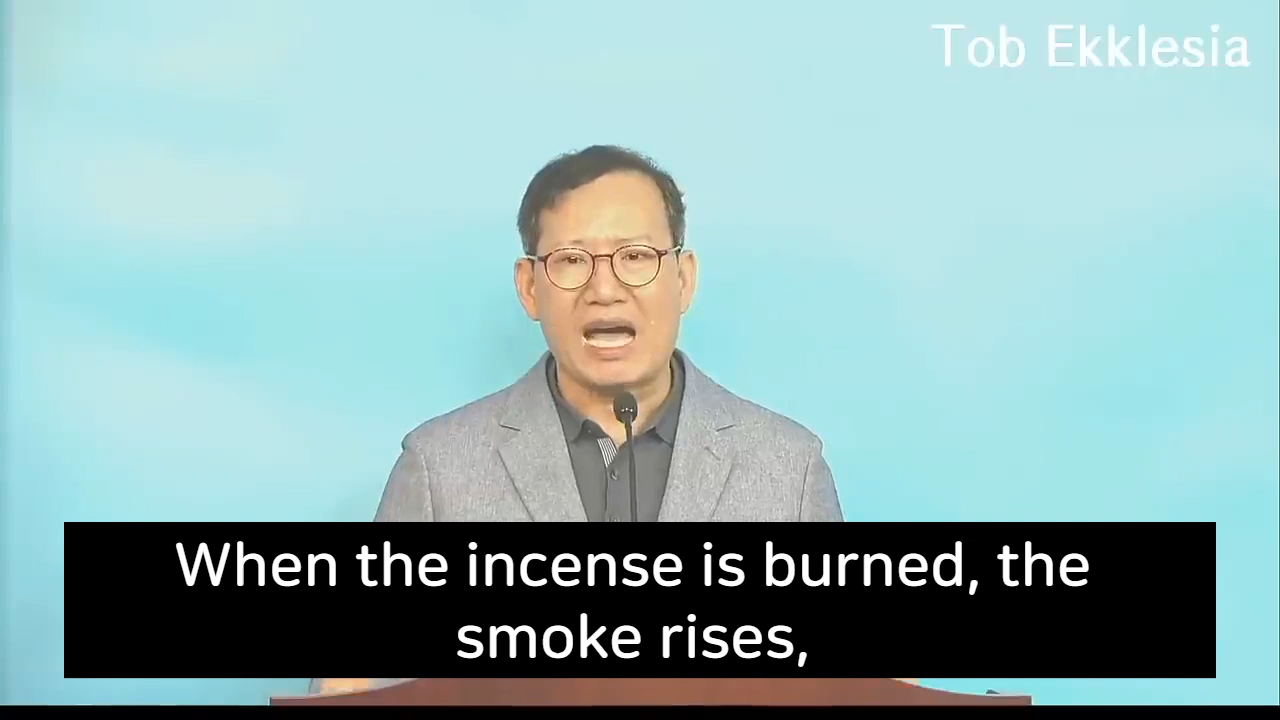 Tob Ekklesia
When the incense is burned, the
smoke rises,